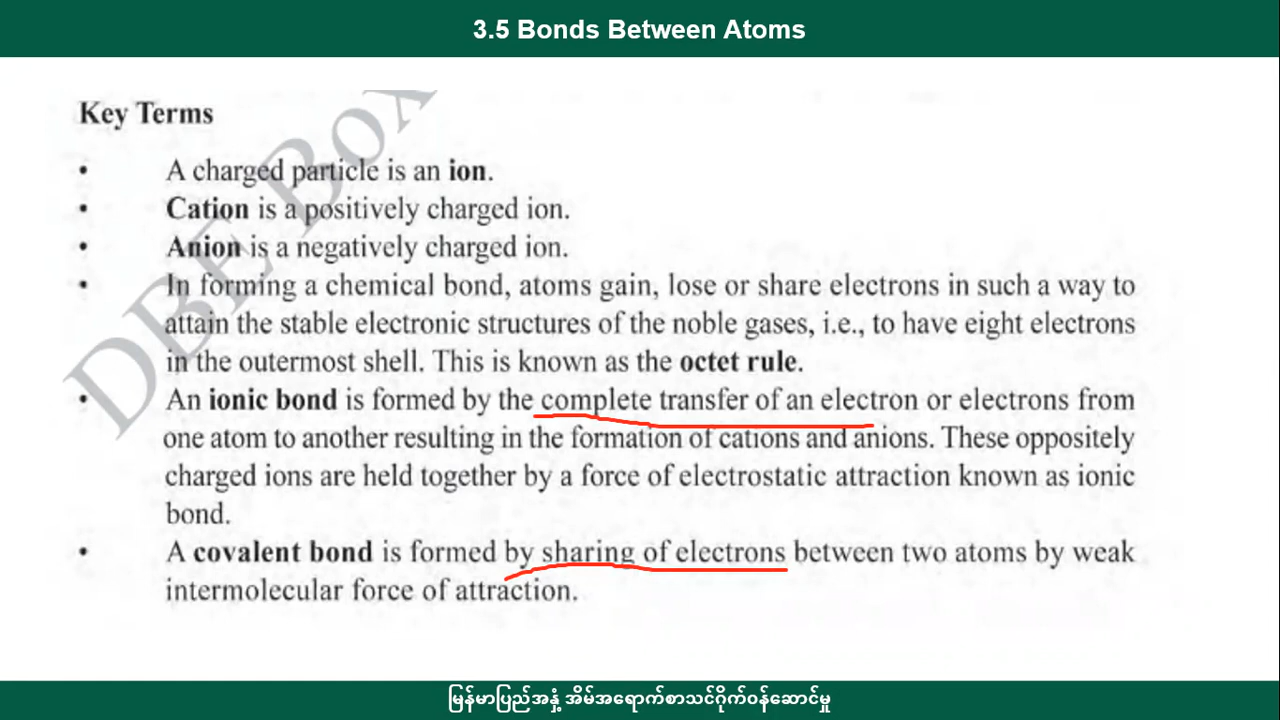 3.5 Bonds Between Atoms
Key Terms
• A charged particle is an ion.
• Cation is a positively charged ion.
• Anion is a negatively charged ion.
• In forming a chemical bond, atoms gain, lose or share electrons in such a way to
attain the stable electronic structures of the noble gases, i.e., to have eight electrons
in the outermost shell. This is known as the octet rule.
• An ionic bond is formed by the complete transfer of an electron or electrons from
one atom to another resulting in the formation of cations and anions. These oppositely
charged ions are held together by a force of electrostatic attraction known as ionic
bond.
• A covalent bond is formed by sharing of electrons between two atoms by weak
intermolecular force of attraction.
DBE Box
မြန်မာပြည်အနှံ့ အိမ်အရောက်စာသင်ဂိုက်ဝန်ဆောင်မှု